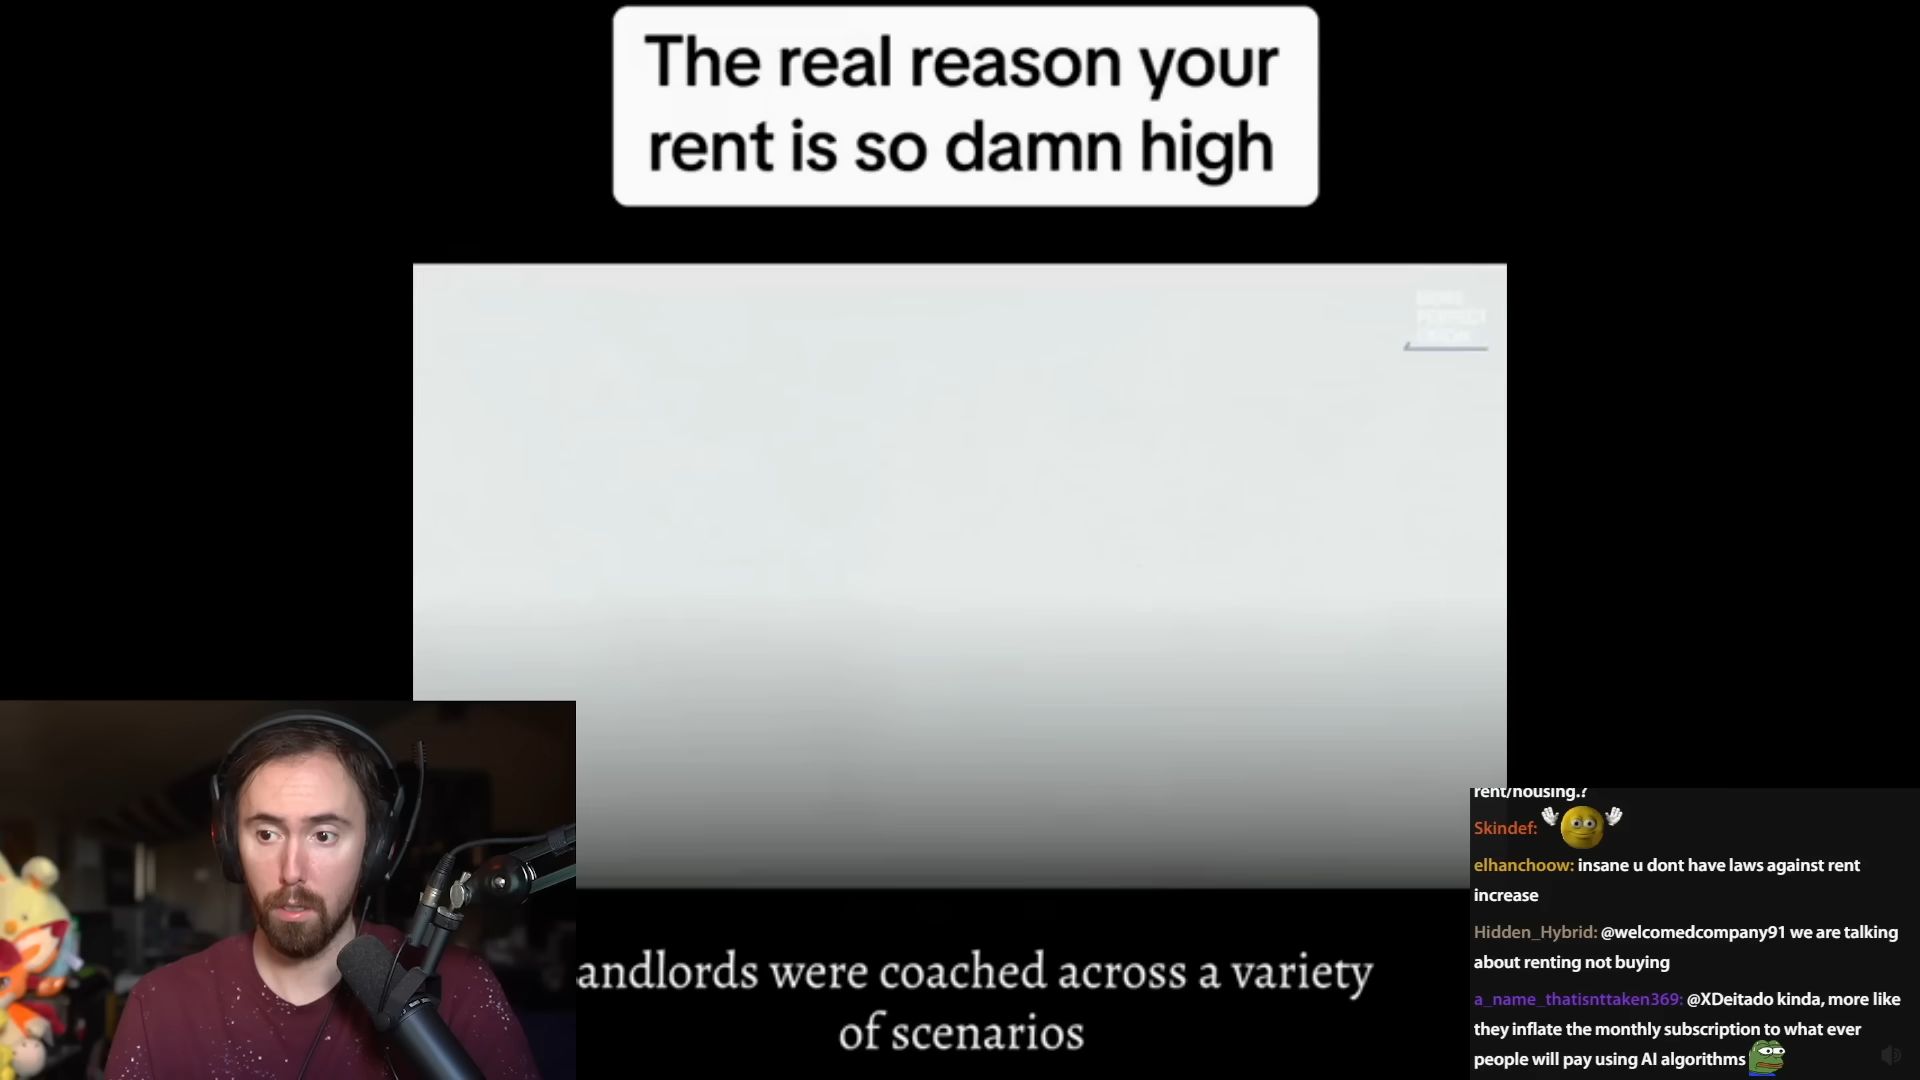 The real reason your
rent is so damn high
PERFECT
andlords were coached across a variety
of scenarios
rent/housing.?
Skindef:
elhanchoow: insane u dont have laws against rent
increase
Hidden_Hybrid: @welcomedcompany91 we are talking
about renting not buying
a_name_thatisnttaken369: @XDeitado kinda, more like
they inflate the monthly subscription to what ever
people will pay using AI algorithms